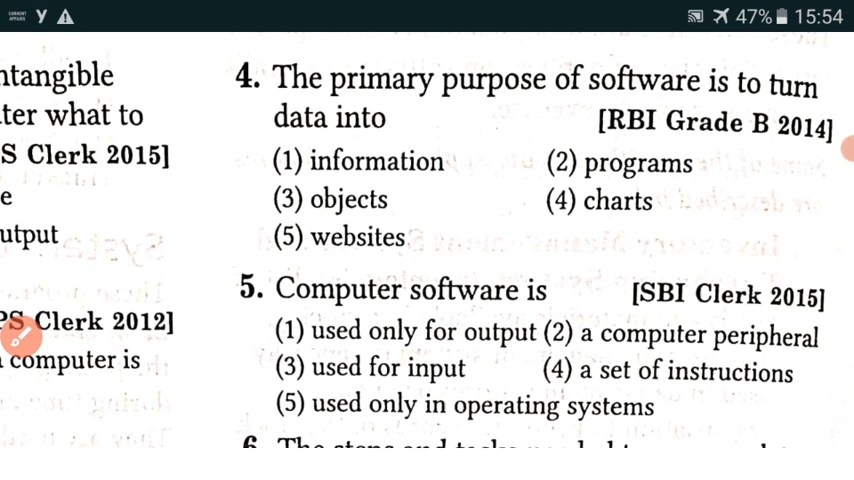 CURRENT AFFAIRS y 47% 15:54
ntangible
ter what to
S Clerk 2015]
e
utput
PS Clerk 2012]
computer is
4. The primary purpose of software is to turn
data into [RBI Grade B 2014]
(1) information (2) programs
(3) objects (4) charts
(5) websites
5. Computer software is [SBI Clerk 2015]
(1) used only for output (2) a computer peripheral
(3) used for input (4) a set of instructions
(5) used only in operating systems